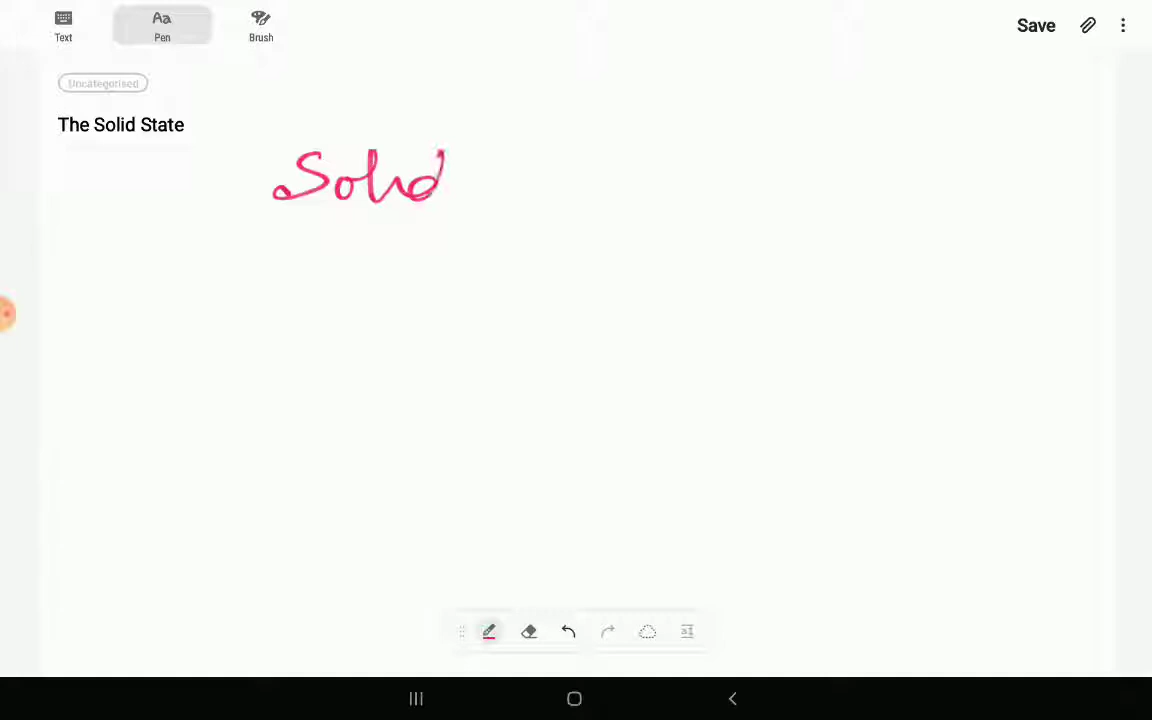 Text
Aa
Pen
Brush
Save
Uncategorised
The Solid State
Solid